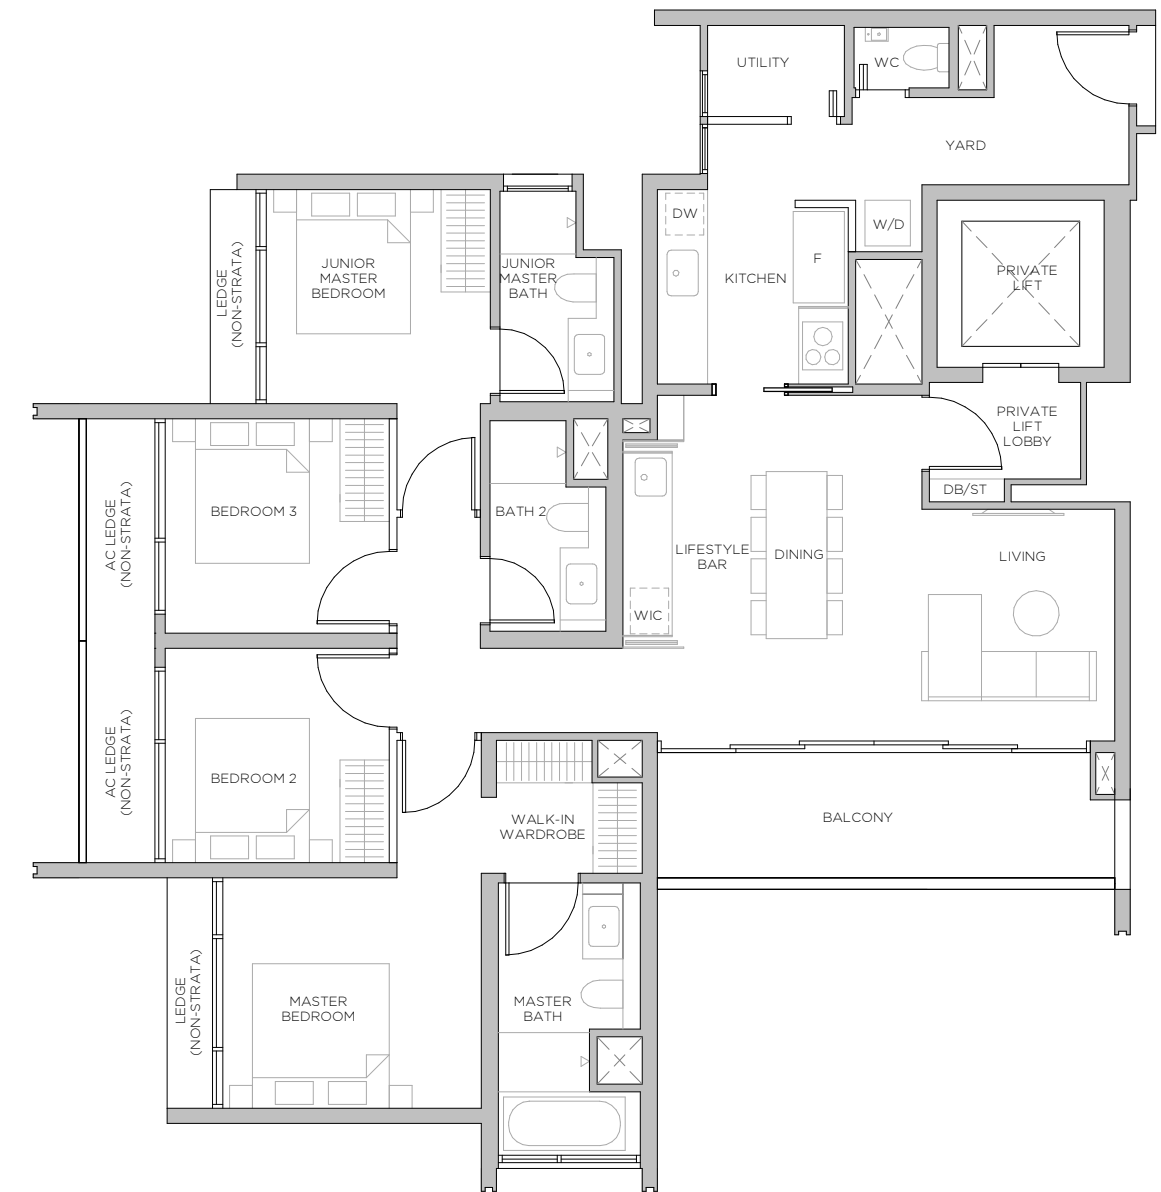 UTILITY
WC
YARD
DW
W/D
KITCHEN
F
PRIVATE
LIFT
JUNIOR
MASTER
BEDROOM
JUNIOR
MASTER
BATH
LEDGE
(NON-STRATA)
PRIVATE
LIFT
LOBBY
DB/ST
BEDROOM 3
BATH 2
AC LEDGE
(NON-STRATA)
LIFESTYLE
BAR
DINING
LIVING
WIC
BEDROOM 2
AC LEDGE
(NON-STRATA)
WALK-IN
WARDROBE
BALCONY
MASTER
BEDROOM
MASTER
BATH
LEDGE
(NON-STRATA)